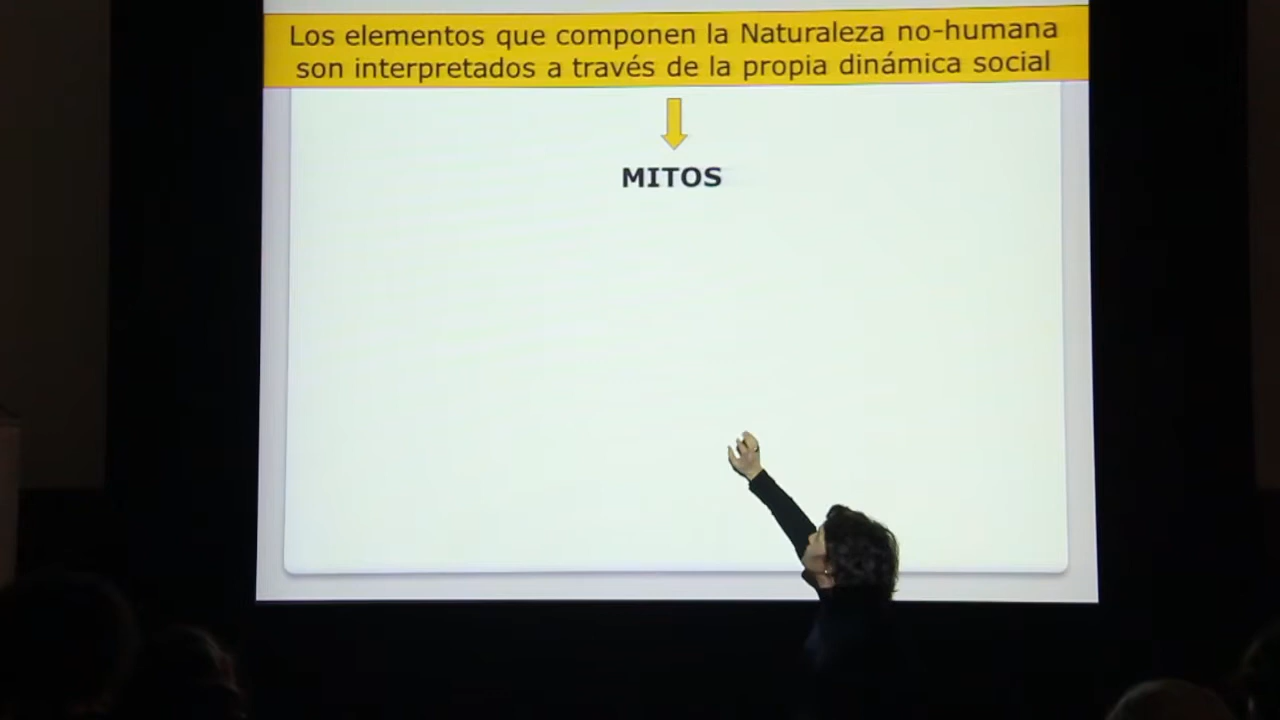 Los elementos que componen la Naturaleza no-humana
son interpretados a través de la propia dinámica social
MITOS